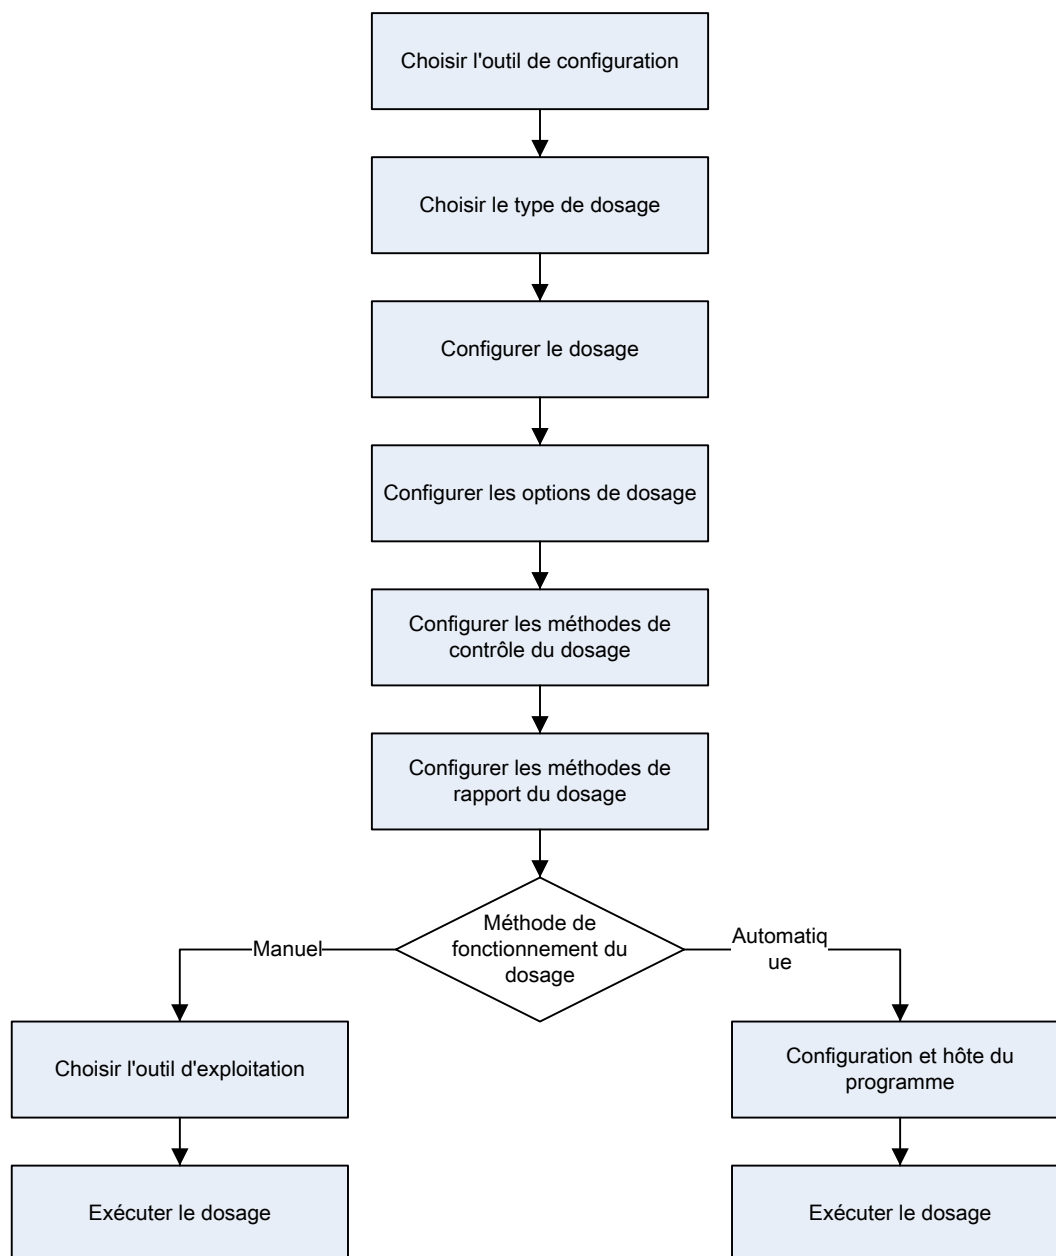 Choisir l'outil de configuration
Choisir le type de dosage
Configurer le dosage
Configurer les options de dosage
Configurer les méthodes de
contrôle du dosage
Configurer les méthodes de
rapport du dosage
Méthode de
fonctionnement du
dosage
Manuel
Automatiq
ue
Choisir l'outil d'exploitation
Configuration et hôte du
programme
Exécuter le dosage
Exécuter le dosage